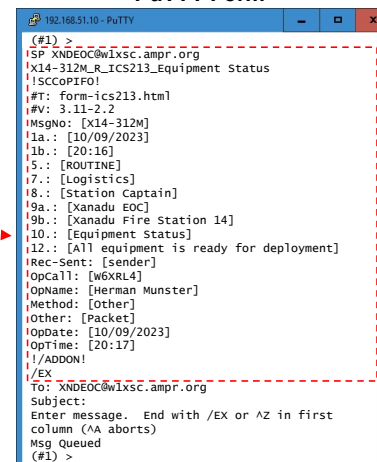 192.168.51.10 - PuTTY
(#1) >
SP XNDEOC@w1xsc.ampr.org
X14-312M_R_ICS213_Equipment Status
!SCCoPIFO!
#T: form-ics213.html
#V: 3.11-2.2
MsgNo: [X14-312M]
1a.: [10/09/2023]
1b.: [20:16]
5.: [ROUTINE]
7.: [Logistics]
8.: [Station Captain]
9a.: [Xanadu EOC]
9b.: [Xanadu Fire Station 14]
10.: [Equipment Status]
12.: [All equipment is ready for deployment]
Rec-Sent: [sender]
OpCall: [W6XRL4]
OpName: [Herman Munster]
Method: [Other]
Other: [Packet]
OpDate: [10/09/2023]
OpTime: [20:17]
!/ADDON!
/EX
To: XNDEOC@w1xsc.ampr.org
Subject:
Enter message.  End with /EX or ^Z in first
column (^A aborts)
Msg Queued
(#1) >